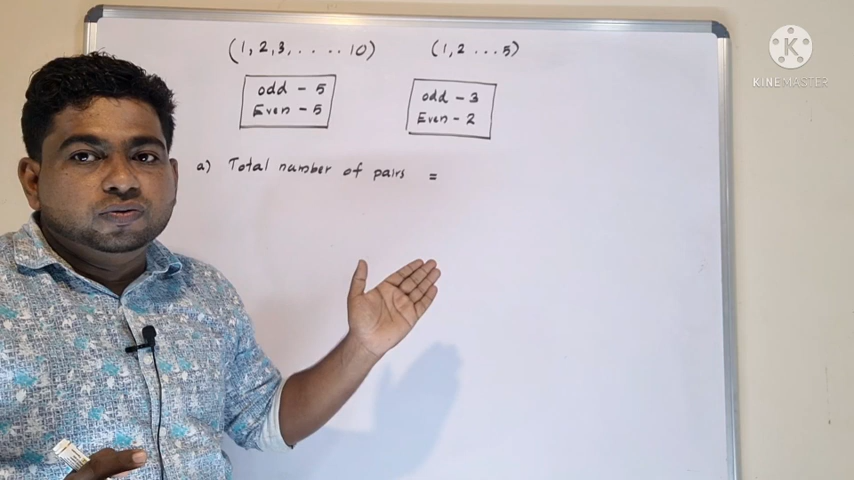 (1, 2, 3, ..... 10) (1, 2 ... 5)
odd - 5
Even - 5
odd - 3
Even - 2
a) Total number of pairs =
K
KINEMASTER